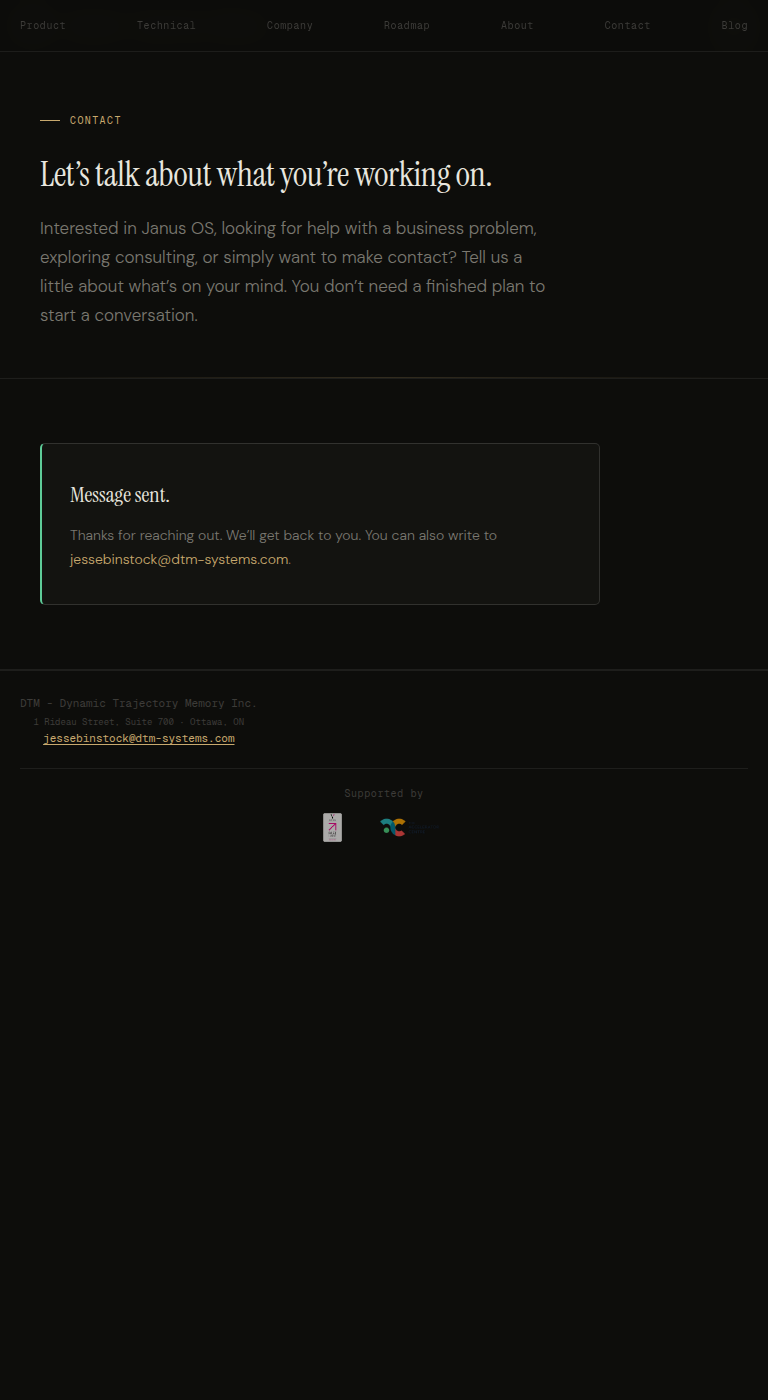 Product Technical Company Roadmap About Contact Blog
CONTACT
Let’s talk about what you’re working on.
Interested in Janus OS, looking for help with a business problem,
exploring consulting, or simply want to make contact? Tell us a
little about what’s on your mind. You don’t need a finished plan to
start a conversation.
Message sent.
Thanks for reaching out. We’ll get back to you. You can also write to
jessebinstock@dtm-systems.com.
DTM - Dynamic Trajectory Memory Inc.
1 Rideau Street, Suite 700 · Ottawa, ON
jessebinstock@dtm-systems.com
Supported by